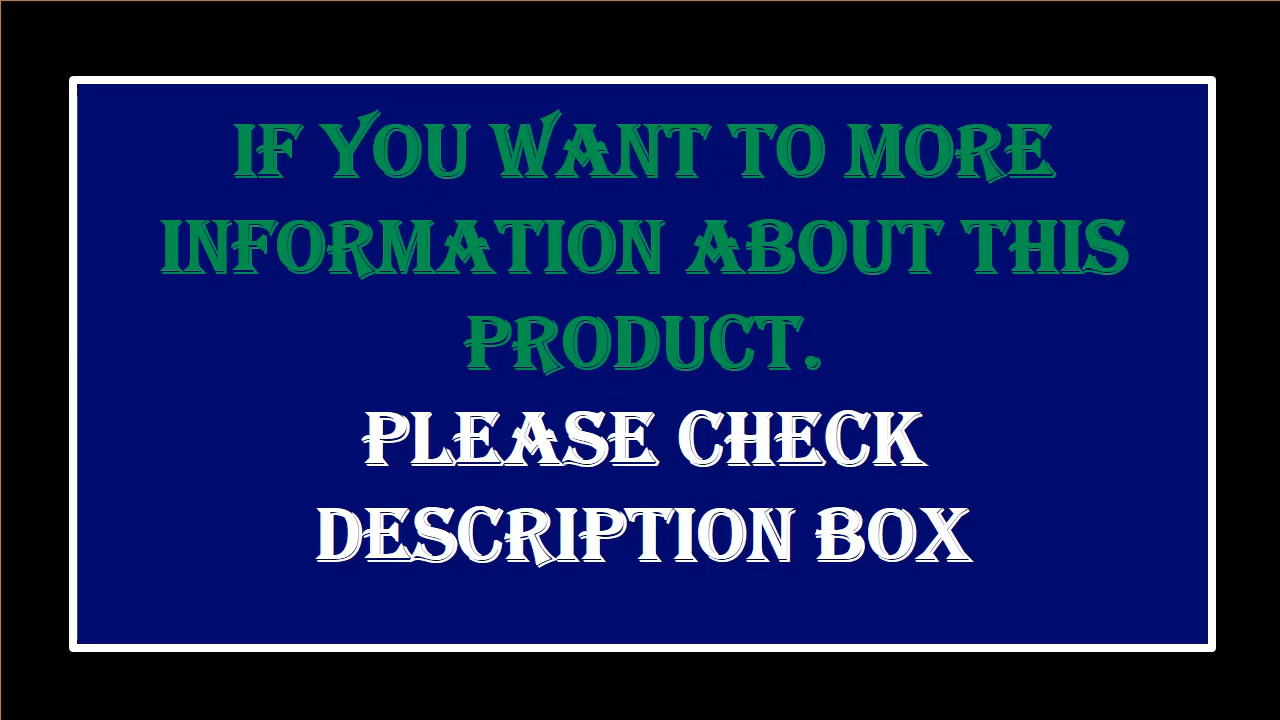 IF YOU WANT TO MORE
INFORMATION ABOUT THIS
PRODUCT.
PLEASE CHECK
DESCRIPTION BOX